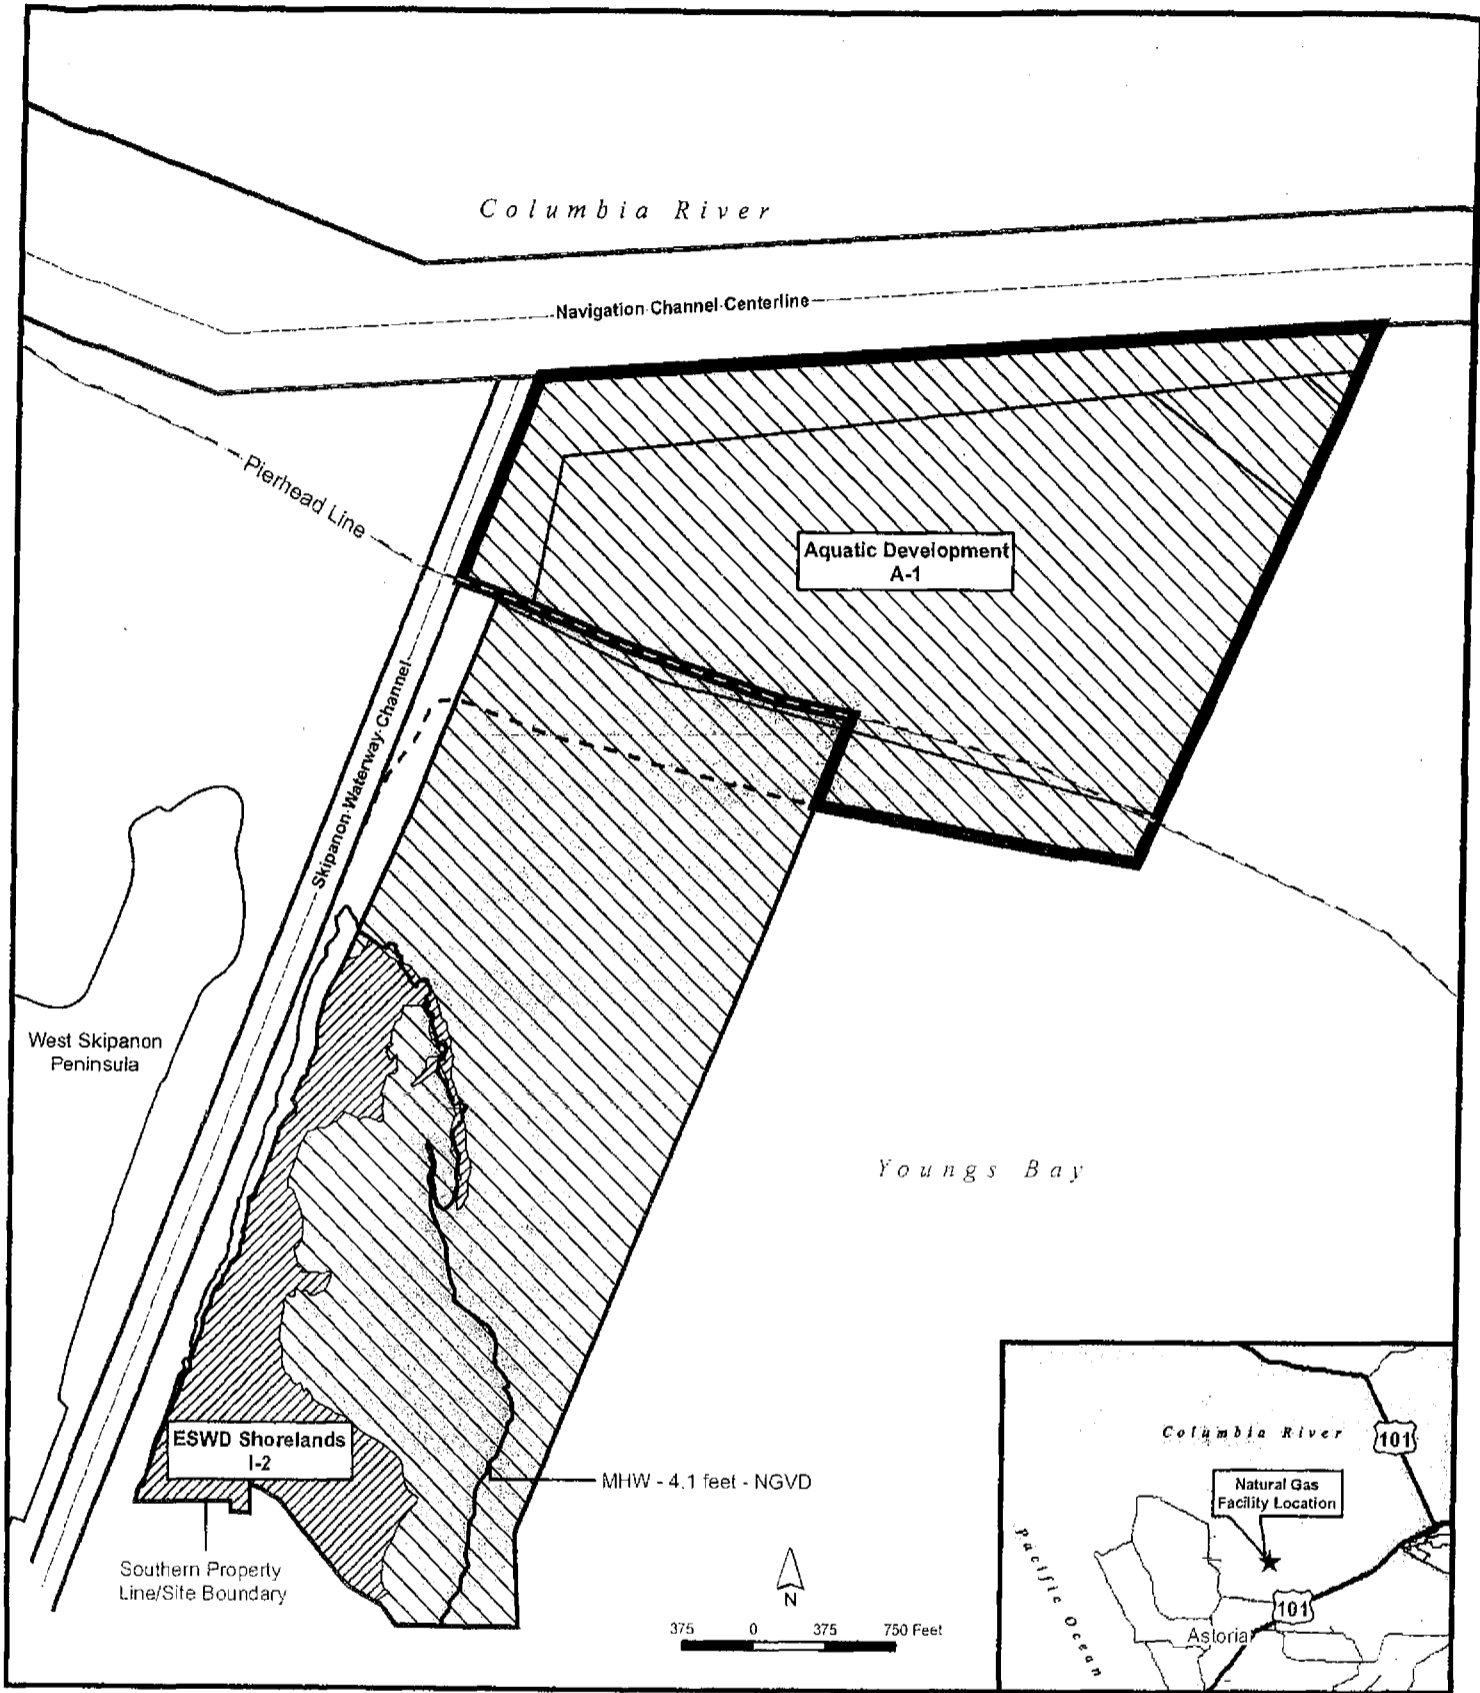 Columbia River
Navigation Channel Centerline
Pierhead Line
Aquatic Development
A-1
Skipanon Waterway Channel
West Skipanon
Peninsula
Youngs Bay
ESWD Shorelands
I-2
MHW - 4.1 feet - NGVD
Southern Property
Line/Site Boundary
N
375 0 375 750 Feet
Columbia River
101
Natural Gas
Facility Location
Pacific Ocean
101
Astoria